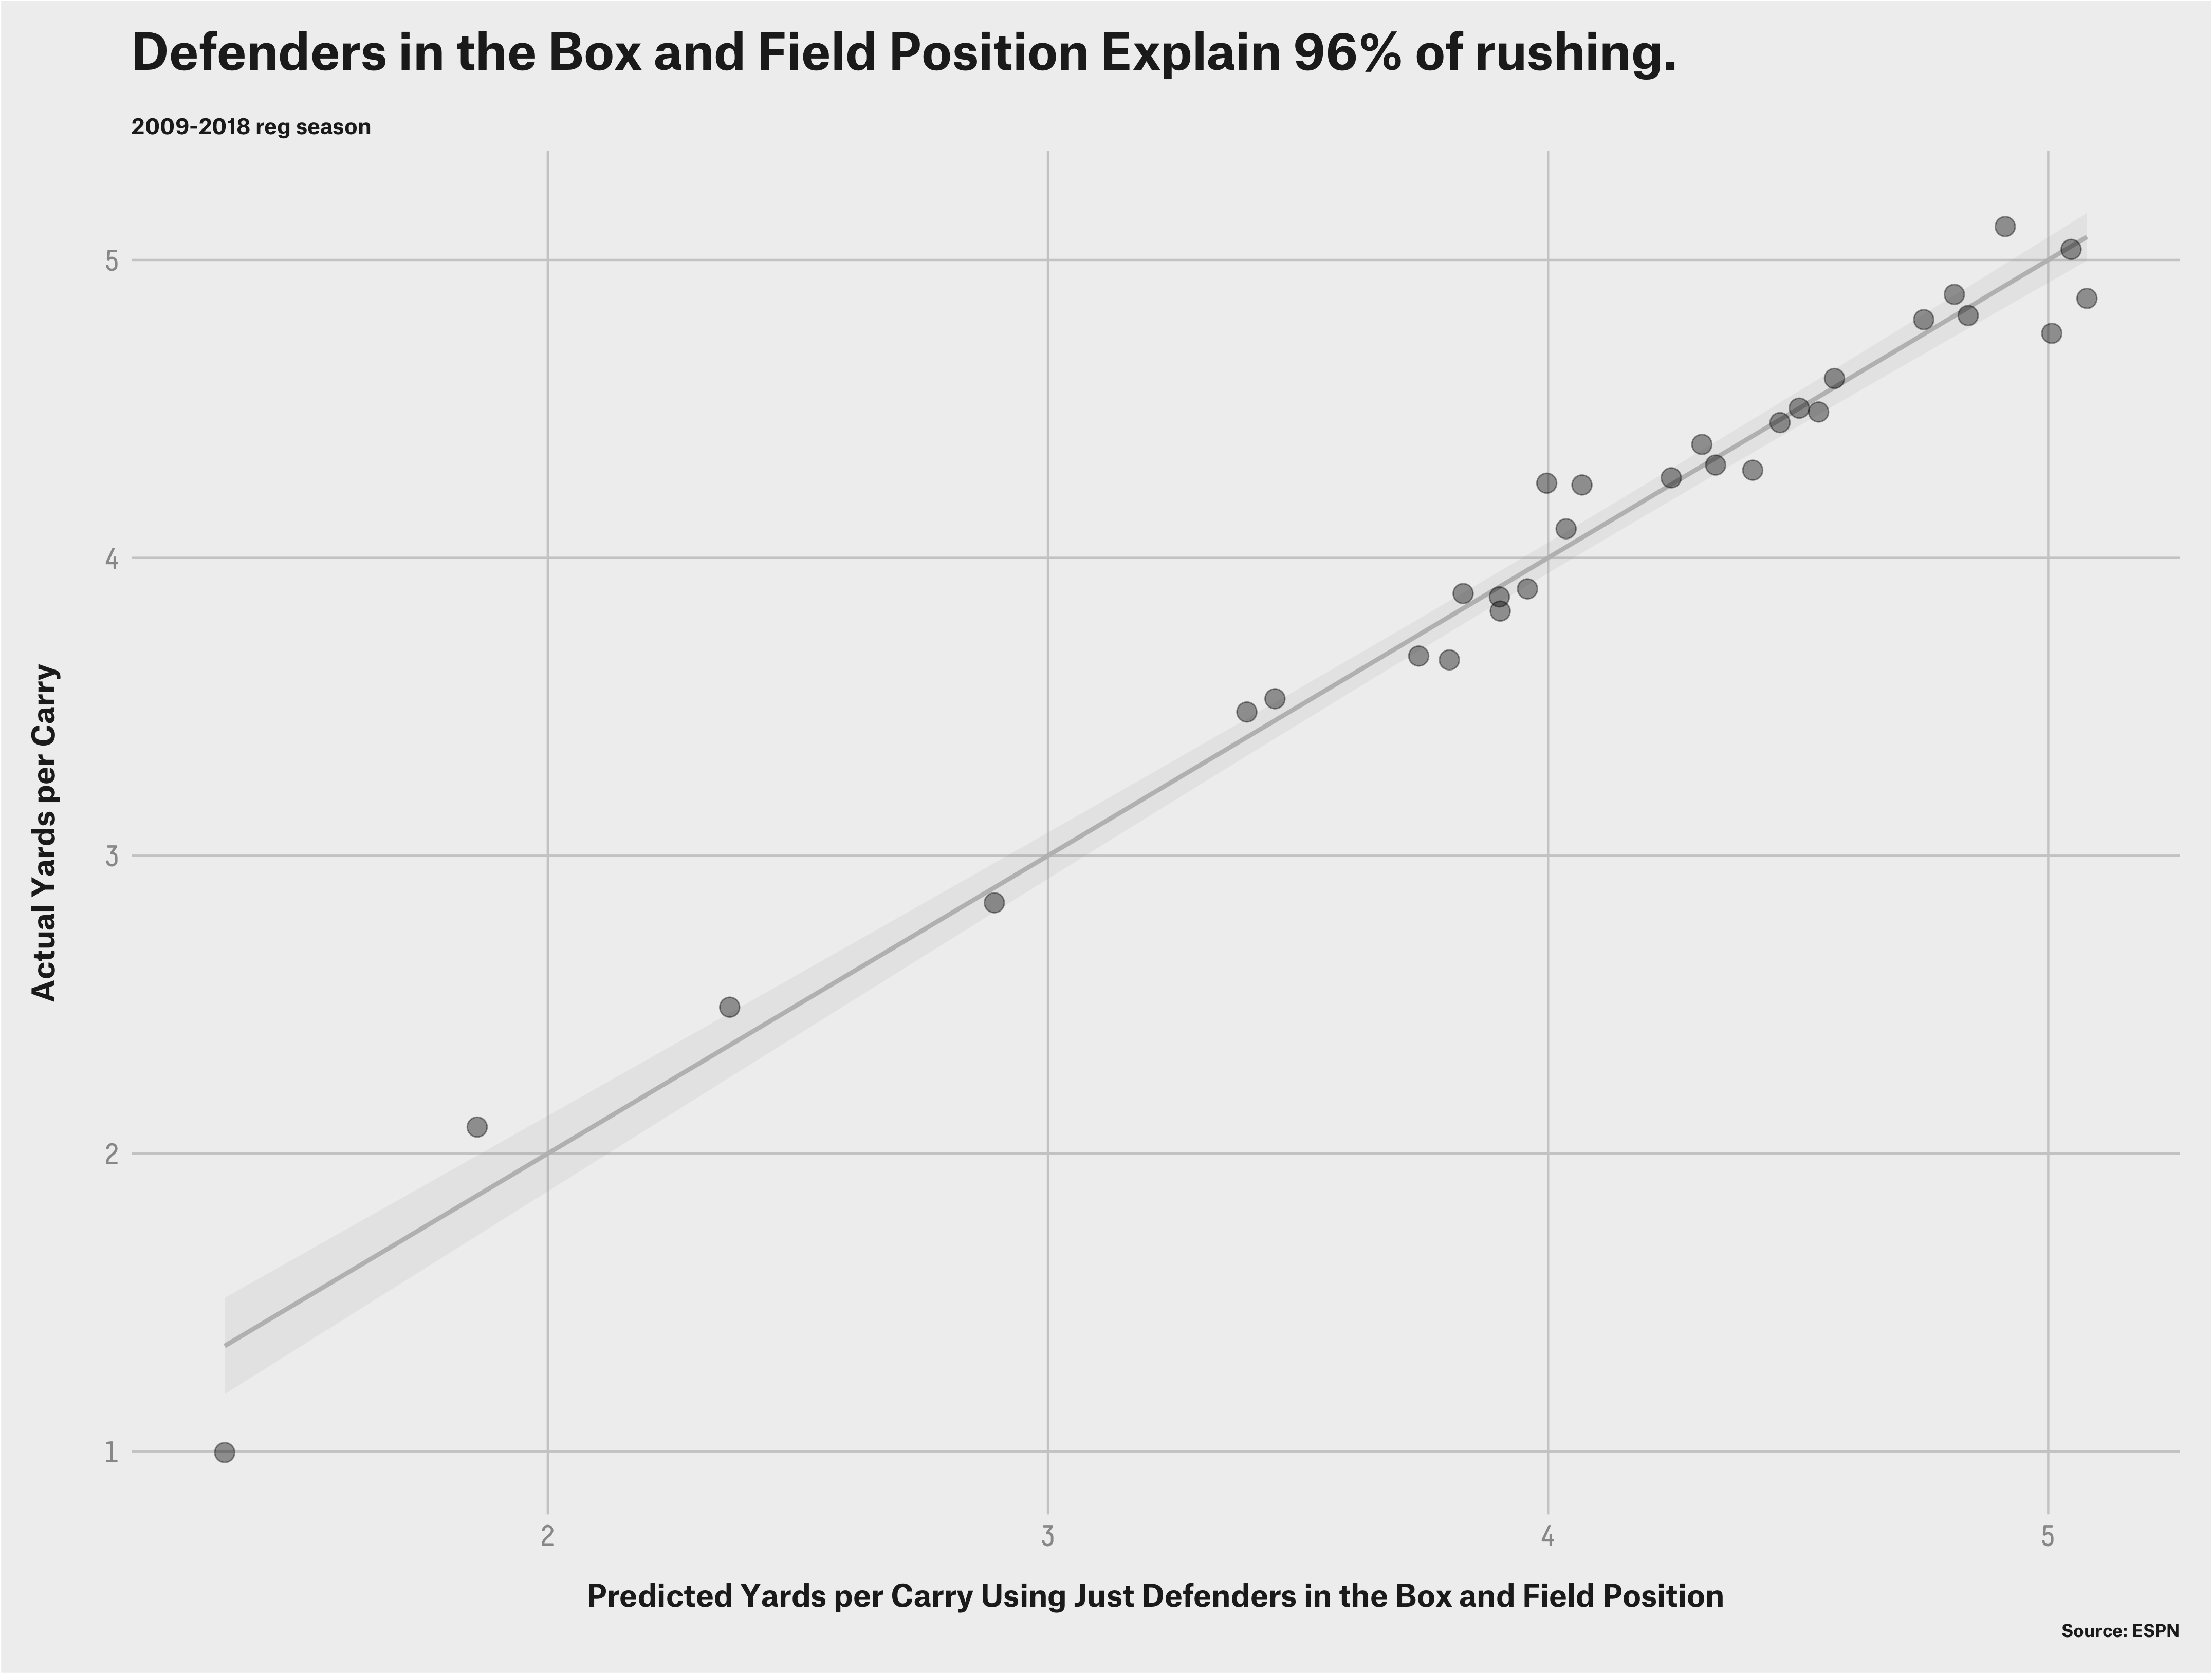 Defenders in the Box and Field Position Explain 96% of rushing.
2009-2018 reg season
5
4
3
2
1
Actual Yards per Carry
2 3 4 5
Predicted Yards per Carry Using Just Defenders in the Box and Field Position
Source: ESPN